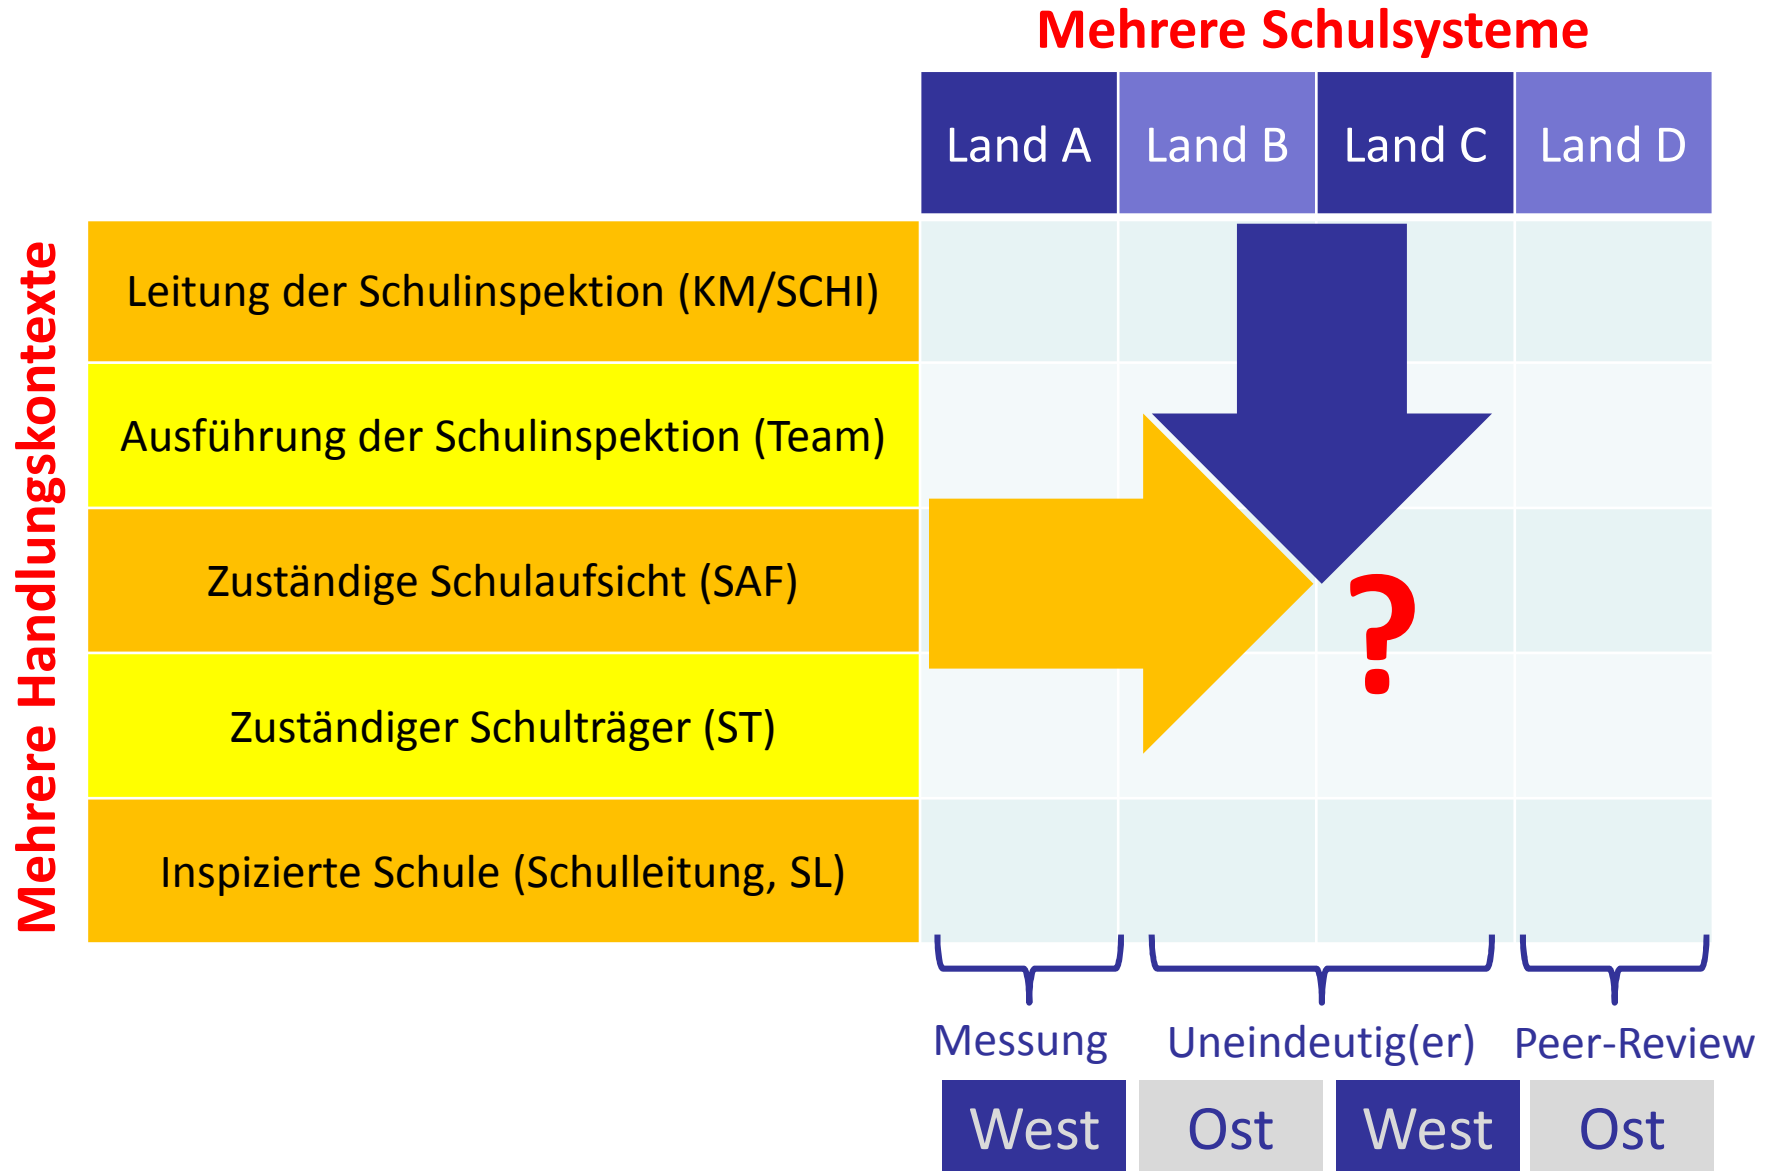 Mehrere Schulsysteme
Land A Land B Land C Land D
Mehrere Handlungskontexte
Leitung der Schulinspektion (KM/SCHI)
Ausführung der Schulinspektion (Team)
Zuständige Schulaufsicht (SAF)
?
Zuständiger Schulträger (ST)
Inspizierte Schule (Schulleitung, SL)
Messung Uneindeutig(er) Peer-Review
West Ost West Ost